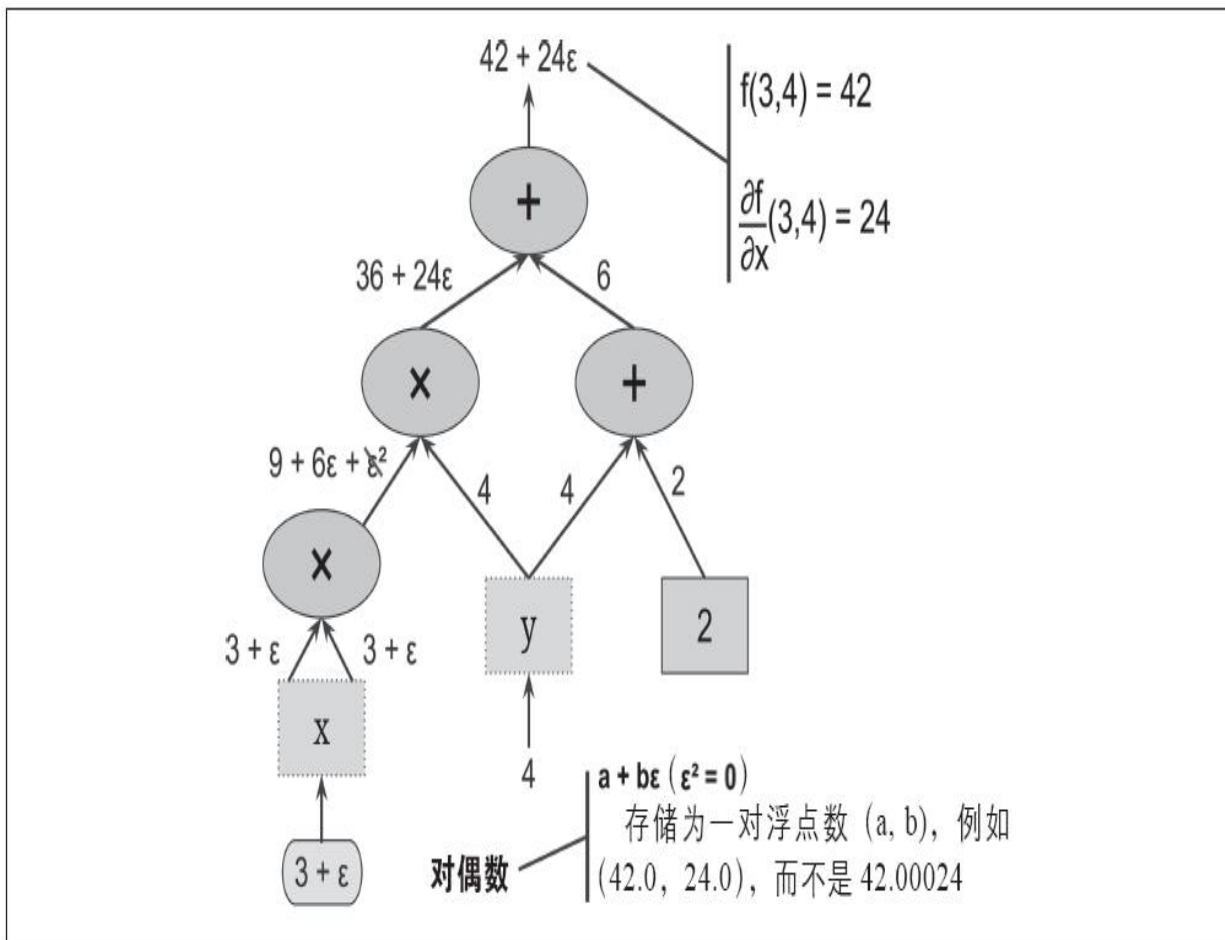 42 + 24ε
f(3,4) = 42
+
∂f/∂x(3,4) = 24
36 + 24ε
6
×
+
9 + 6ε + ε²
4
4
2
×
y
2
3 + ε
3 + ε
x
4
a + bε ( ε² = 0 )
存储为一对浮点数 (a, b)，例如
(42.0，24.0)，而不是 42.00024
对偶数
3 + ε